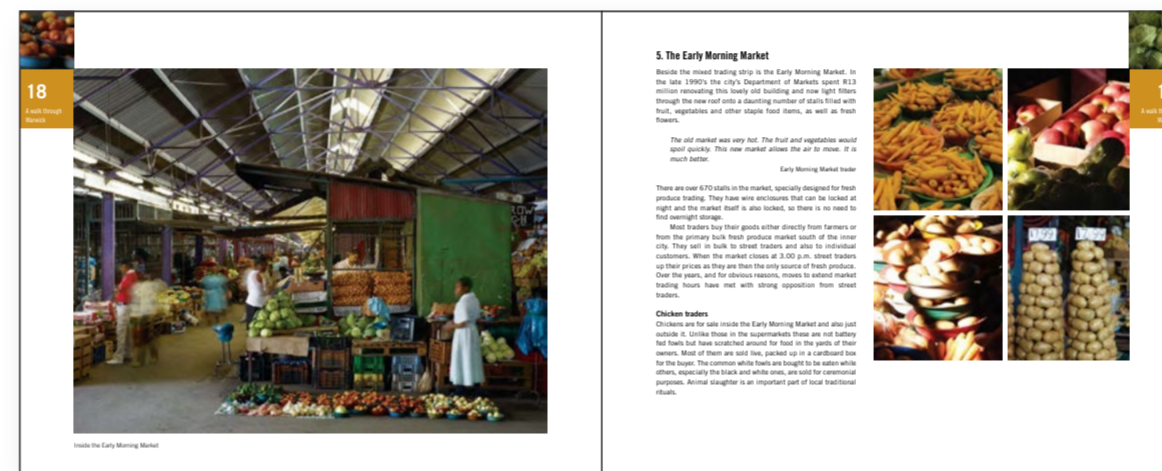 18
A walk through
Warwick
Inside the Early Morning Market
5. The Early Morning Market
Beside the mixed trading strip is the Early Morning Market. In
the late 1990's the city's Department of Markets spent R13
million renovating this lovely old building and now light filters
through the new roof onto a daunting number of stalls filled with
fruit, vegetables and other staple food items, as well as fresh
flowers.
The old market was very hot. The fruit and vegetables would
spoil quickly. This new market allows the air to move. It is
much better.
Early Morning Market trader
There are over 670 stalls in the market, specially designed for fresh
produce trading. They have wire enclosures that can be locked at
night and the market itself is also locked, so there is no need to
find overnight storage.
Most traders buy their goods either directly from farmers or
from the primary bulk fresh produce market south of the inner
city. They sell in bulk to street traders and also to individual
customers. When the market closes at 3.00 p.m. street traders
up their prices as they are then the only source of fresh produce.
Over the years, and for obvious reasons, moves to extend market
trading hours have met with strong opposition from street
traders.
Chicken traders
Chickens are for sale inside the Early Morning Market and also just
outside it. Unlike those in the supermarkets these are not battery
fed fowls but have scratched around for food in the yards of their
owners. Most of them are sold live, packed up in a cardboard box
for the buyer. The common white fowls are bought to be eaten while
others, especially the black and white ones, are sold for ceremonial
purposes. Animal slaughter is an important part of local traditional
rituals.